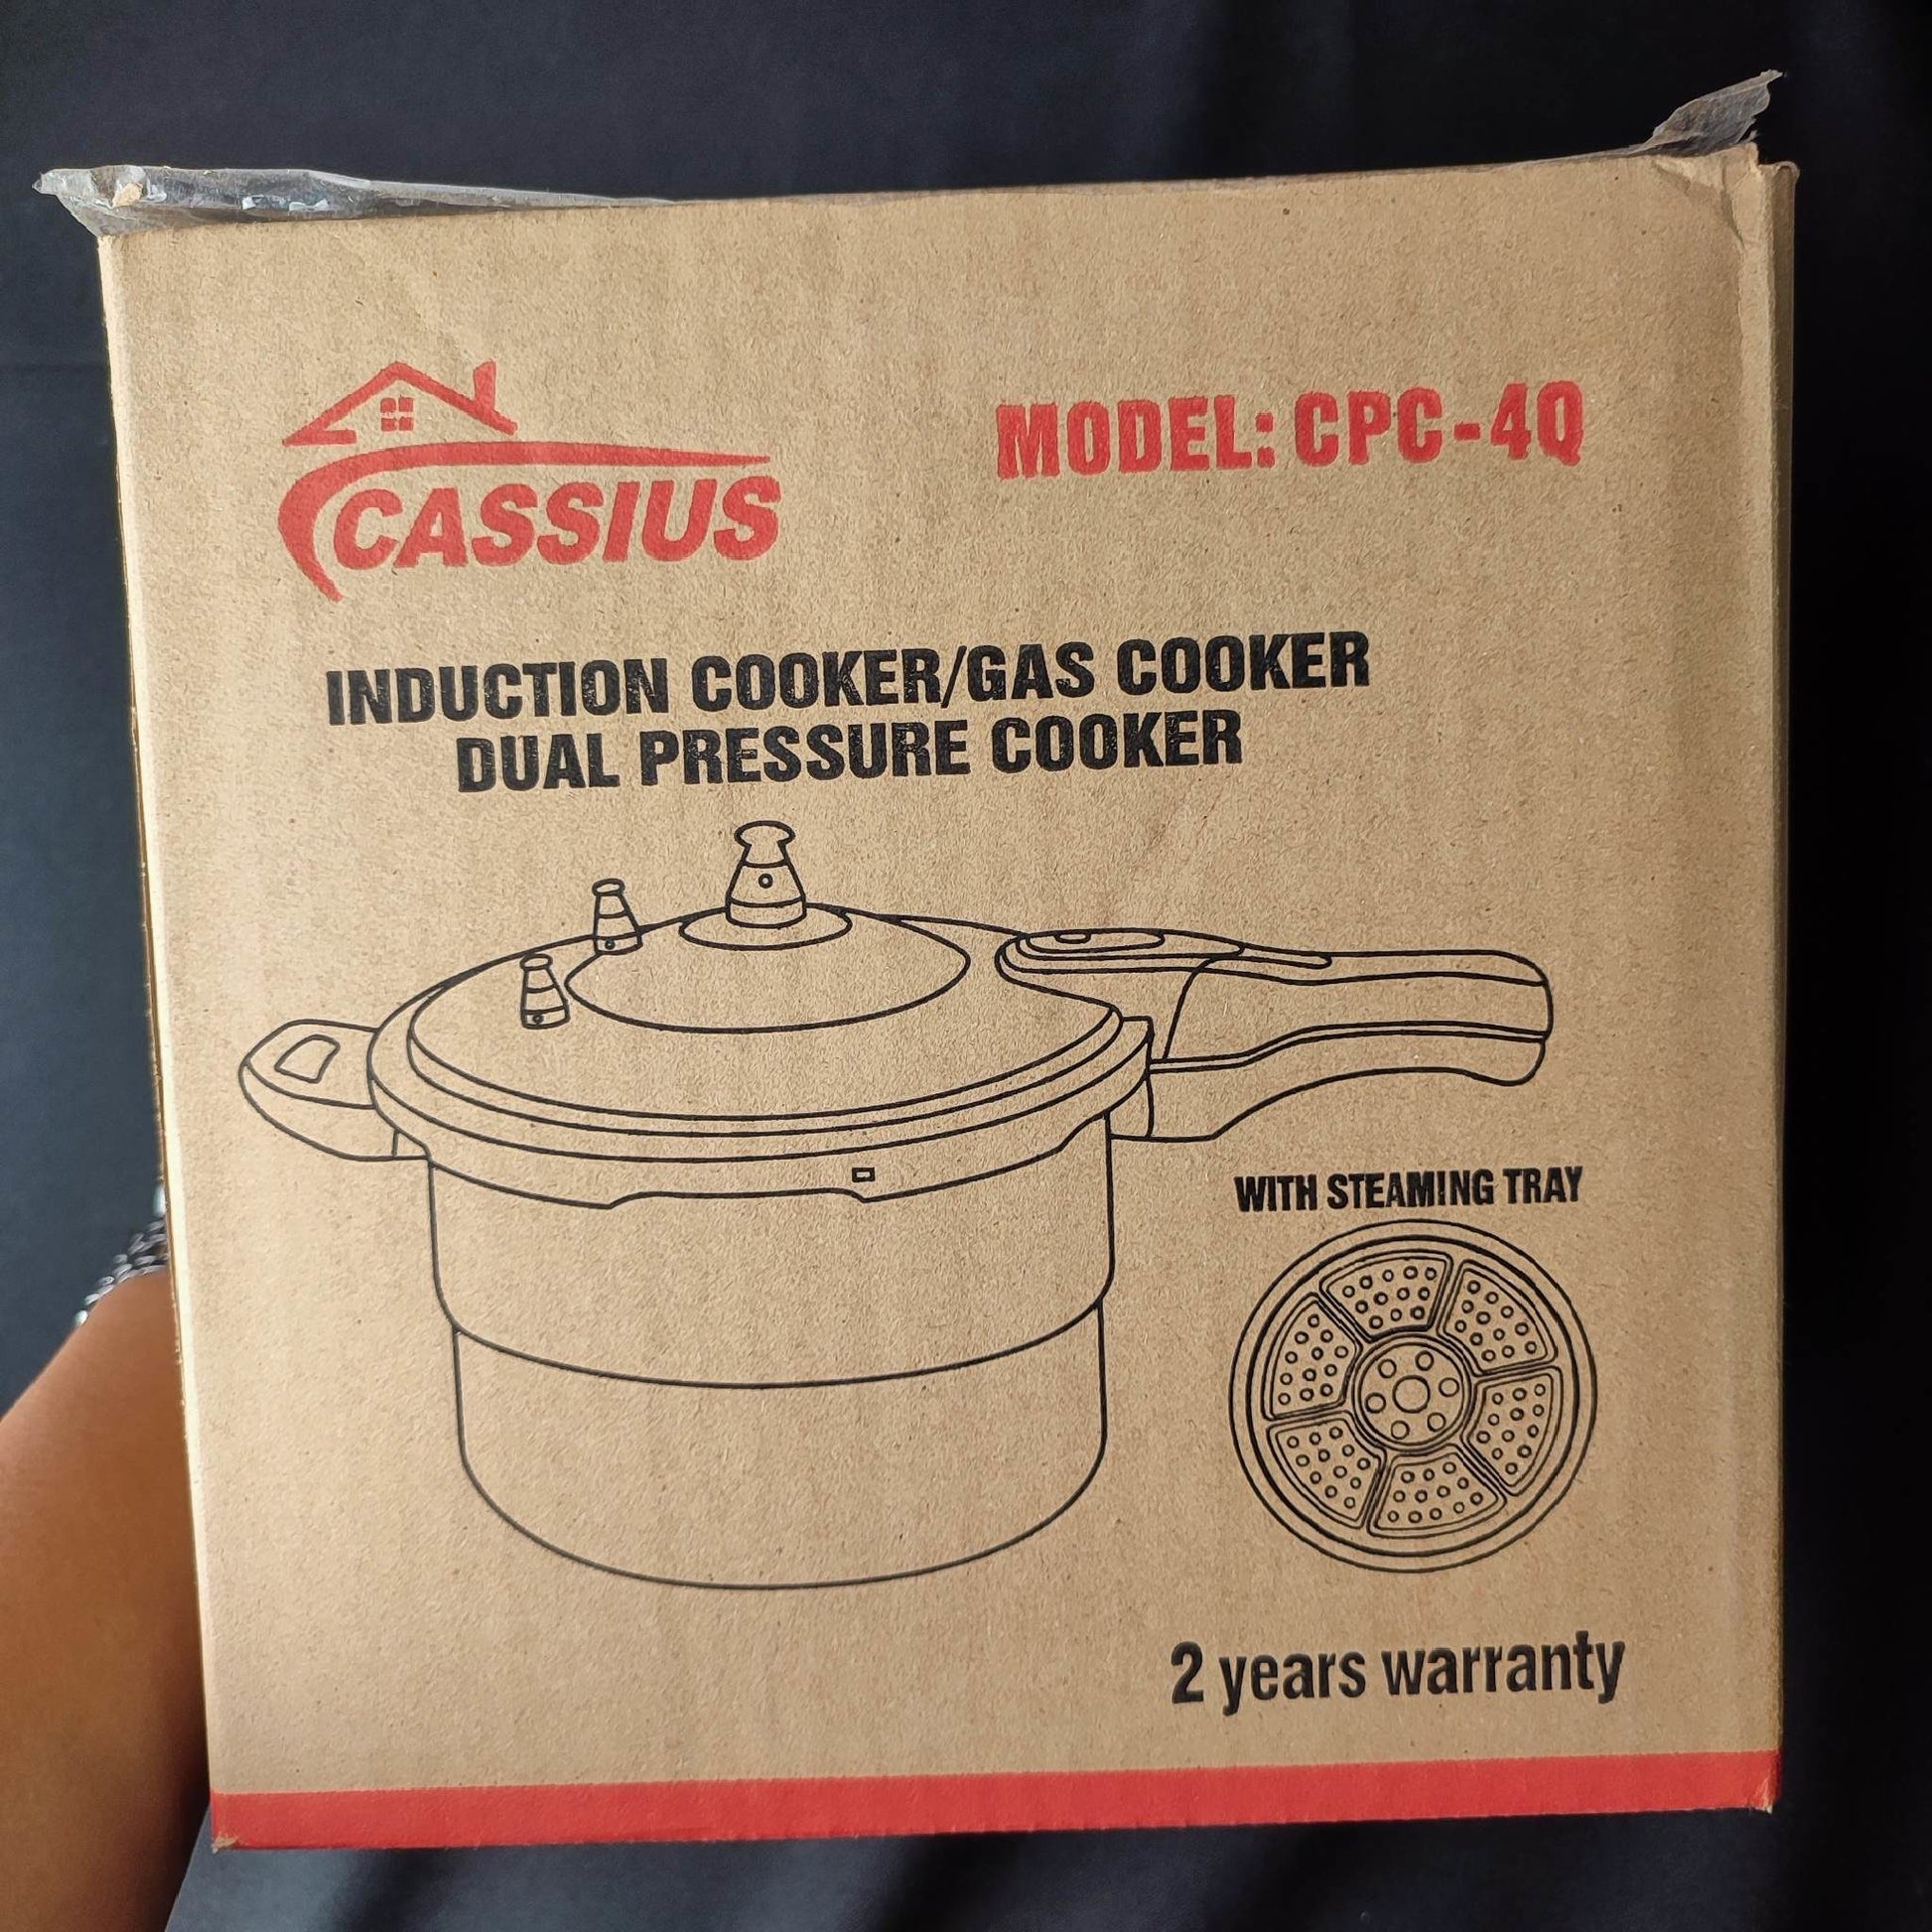 CASSIUS
MODEL: CPC-4Q
INDUCTION COOKER/GAS COOKER
DUAL PRESSURE COOKER
WITH STEAMING TRAY
2 years warranty